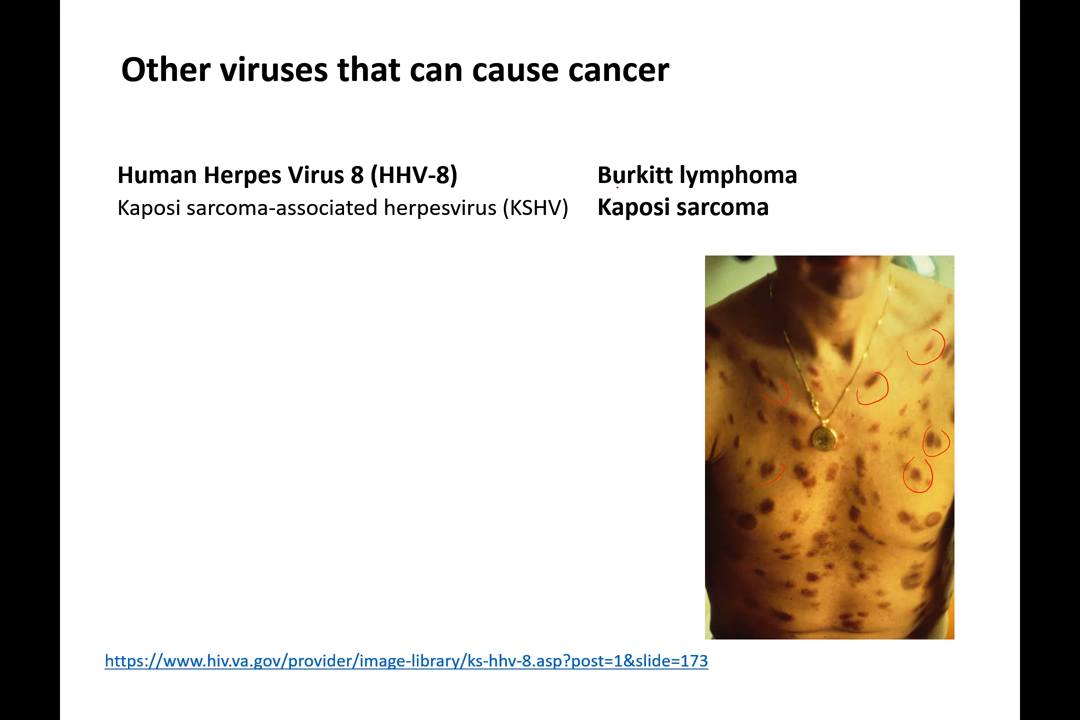 Other viruses that can cause cancer
Human Herpes Virus 8 (HHV-8) Burkitt lymphoma
Kaposi sarcoma-associated herpesvirus (KSHV) Kaposi sarcoma
https://www.hiv.va.gov/provider/image-library/ks-hhv-8.asp?post=1&slide=173